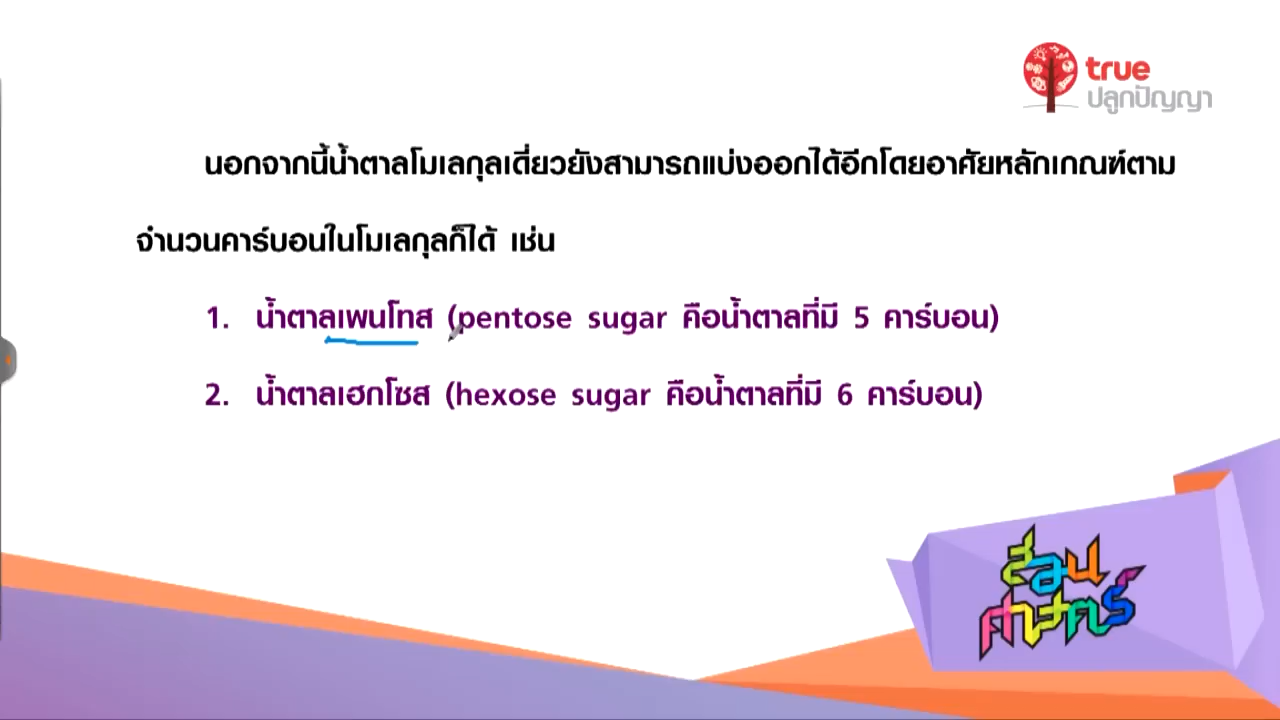 true
ปลูกปัญญา
นอกจากนี้น้ำตาลโมเลกุลเดี่ยวยังสามารถแบ่งออกได้อีกโดยอาศัยหลักเกณฑ์ตาม
จำนวนคาร์บอนในโมเลกุลก็ได้ เช่น
1. น้ำตาลเพนโทส (pentose sugar คือน้ำตาลที่มี 5 คาร์บอน)
2. น้ำตาลเฮกโซส (hexose sugar คือน้ำตาลที่มี 6 คาร์บอน)
สอน
ศาสตร์